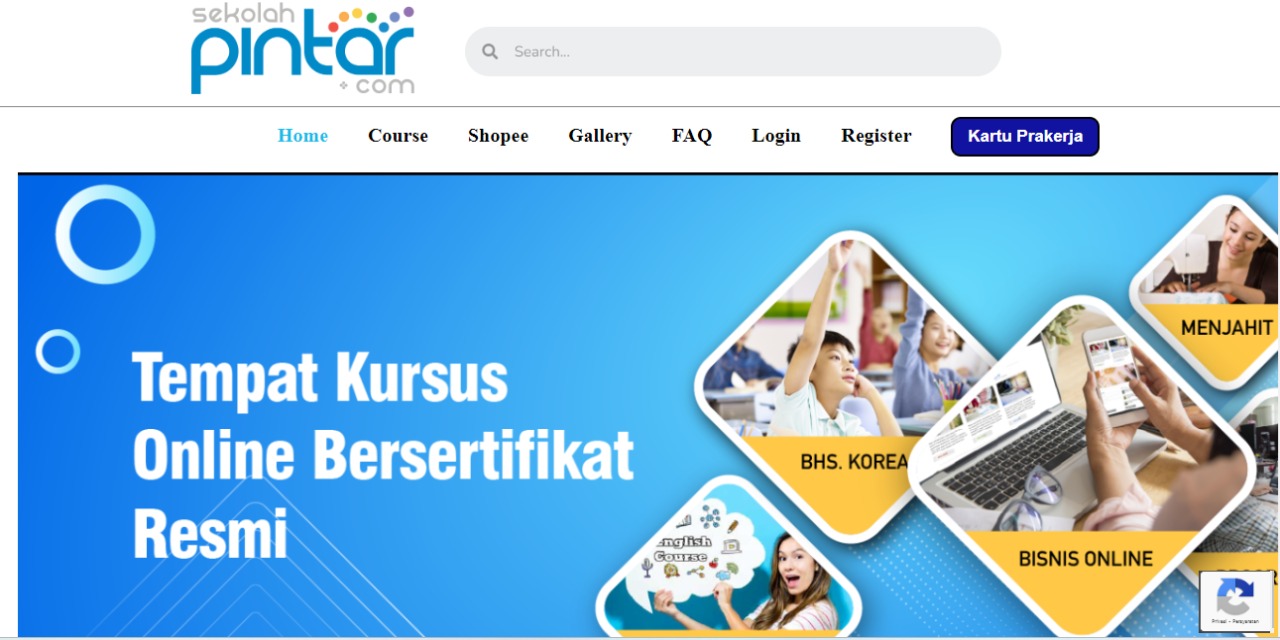 sekolah
pintar
.com
Search...
Home Course Shopee Gallery FAQ Login Register Kartu Prakerja
Tempat Kursus
Online Bersertifikat
Resmi
MENJAHIT
BHS. KOREA
English
Course
BISNIS ONLINE
Privasi - Persyaratan